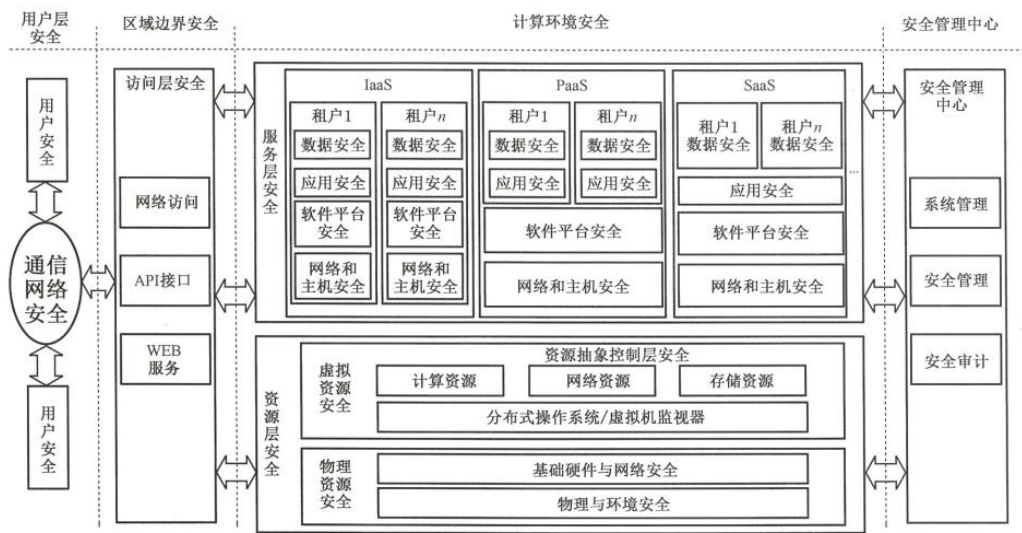 用户层
安全
区域边界安全
计算环境安全
安全管理中心
用户安全
通信
网络
安全
用户安全
访问层安全
网络访问
API接口
WEB
服务
服务层安全
IaaS
租户1
数据安全
应用安全
软件平台
安全
网络和
主机安全
租户n
数据安全
应用安全
软件平台
安全
网络和
主机安全
PaaS
租户1
数据安全
应用安全
租户n
数据安全
应用安全
软件平台安全
网络和主机安全
SaaS
租户1
数据安全
租户n
数据安全
应用安全
软件平台安全
网络和主机安全
...
资源层安全
虚拟
资源
安全
资源抽象控制层安全
计算资源
网络资源
存储资源
分布式操作系统/虚拟机监视器
物理
资源
安全
基础硬件与网络安全
物理与环境安全
安全管理
中心
系统管理
安全管理
安全审计